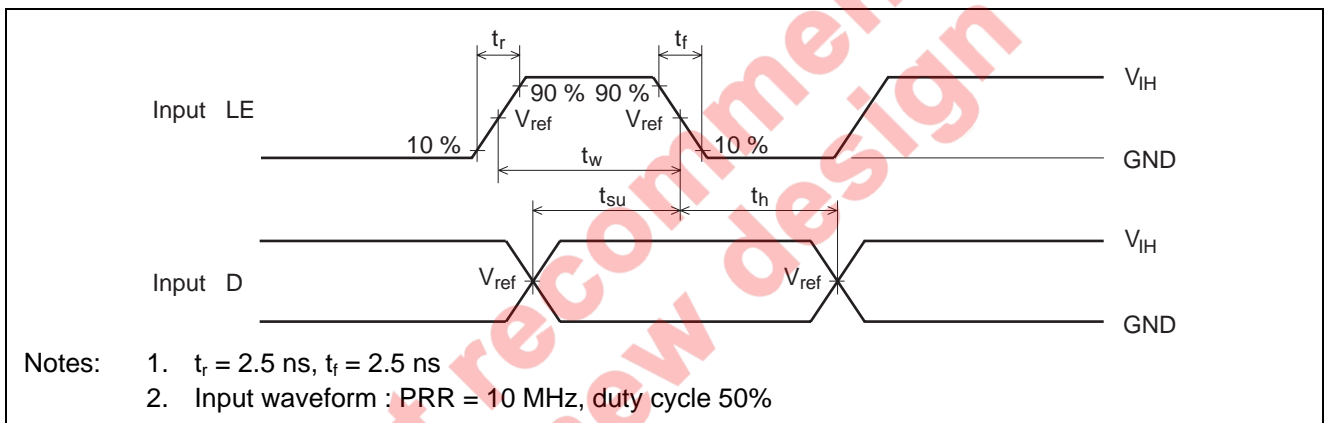 tr tf
VIH
90 % 90 %
Input LE
Vref Vref
10 % 10 %
tw
GND
tsu th
VIH
Vref Vref
Input D
GND
Notes: 1. tr = 2.5 ns, tf = 2.5 ns
2. Input waveform : PRR = 10 MHz, duty cycle 50%